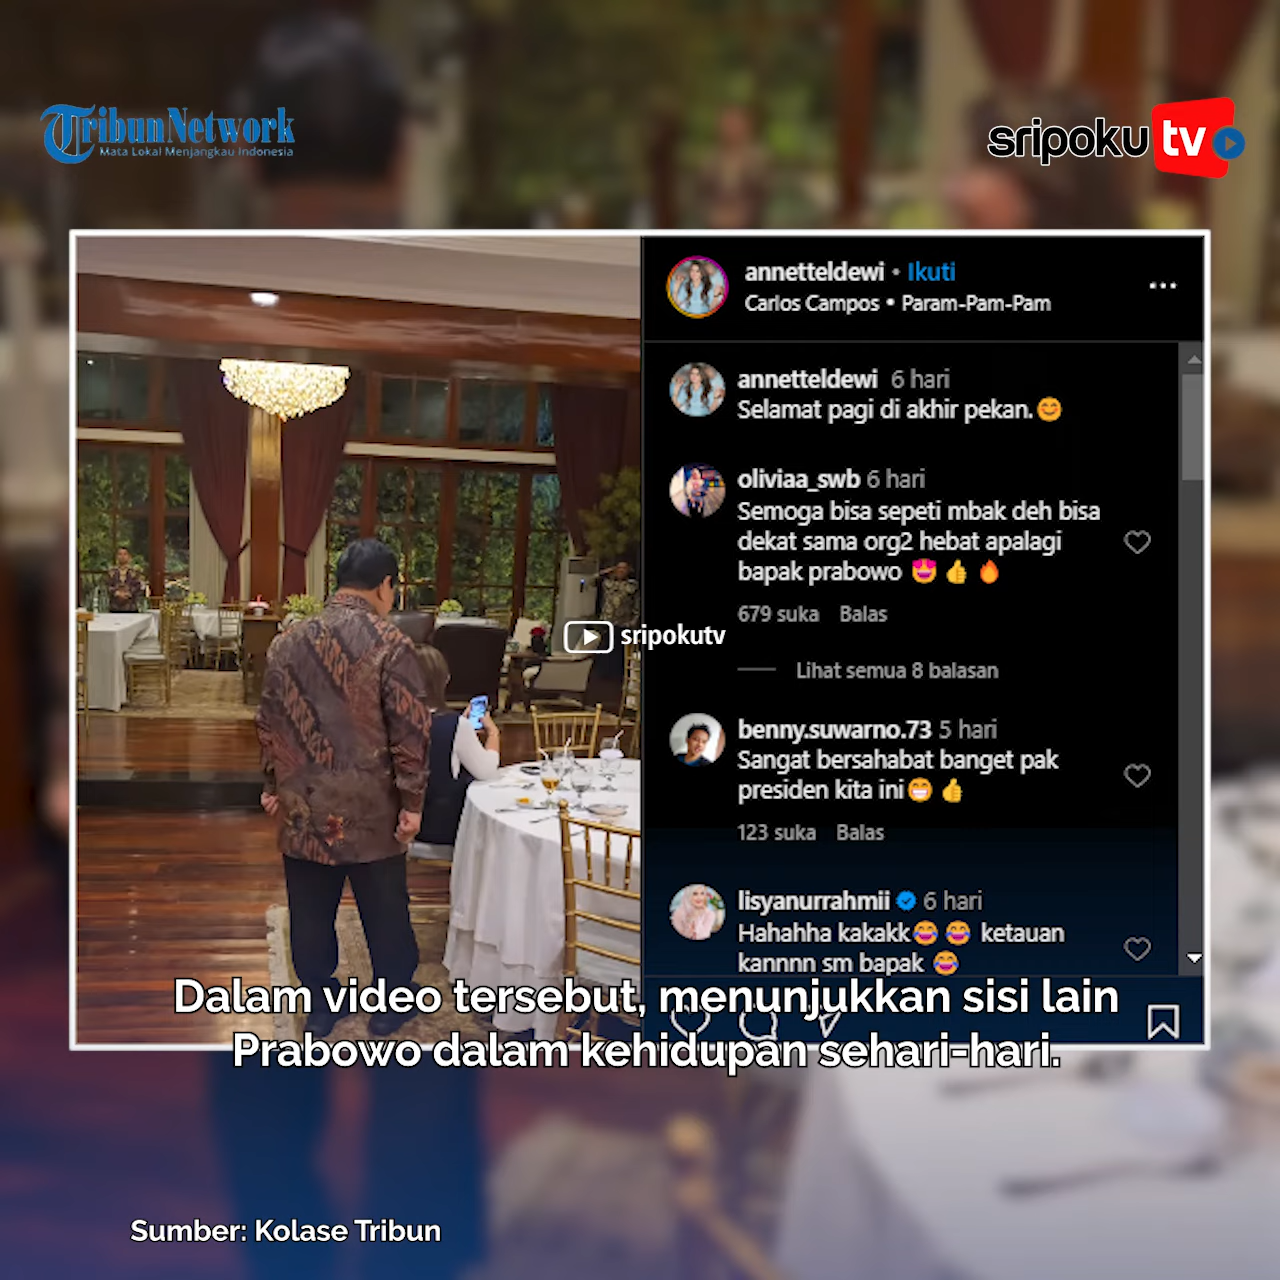 TribunNetwork
Mata Lokal Menjangkau Indonesia
sripoku tv
annetteldewi • Ikuti
Carlos Campos • Param-Pam-Pam
annetteldewi 6 hari
Selamat pagi di akhir pekan.😊
oliviaa_swb 6 hari
Semoga bisa sepeti mbak deh bisa
dekat sama org2 hebat apalagi
bapak prabowo 😍👍🔥
679 suka Balas
Lihat semua 8 balasan
sripokutv
benny.suwarno.73 5 hari
Sangat bersahabat banget pak
presiden kita ini😁👍
123 suka Balas
lisyanurrahmii 6 hari
Hahahha kakakk😂😂 ketauan
kannnn sm bapak 😂
Dalam video tersebut, menunjukkan sisi lain
Prabowo dalam kehidupan sehari-hari.
Sumber: Kolase Tribun